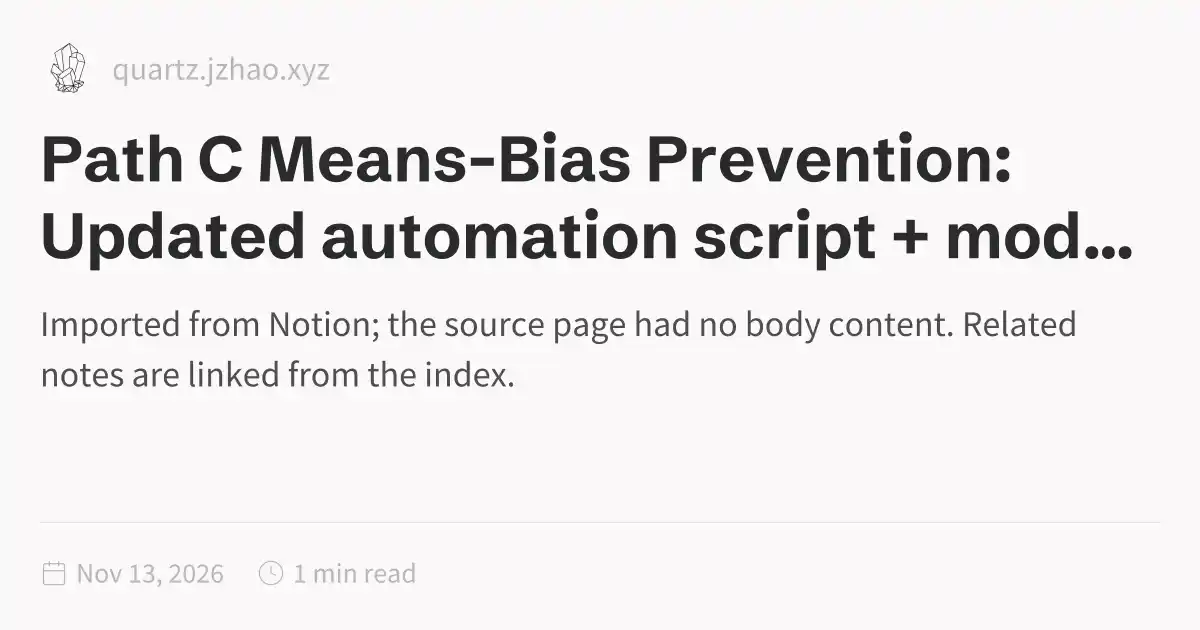 quartz.jzhao.xyz
Path C Means-Bias Prevention:
Updated automation script + mod...
Imported from Notion; the source page had no body content. Related
notes are linked from the index.
Nov 13, 2026 1 min read